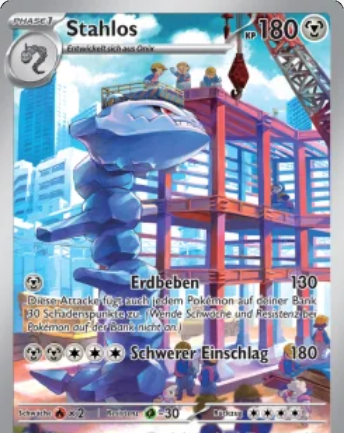 PHASE 1
Stahlos
KP 180
Entwickelt sich aus Onix
Erdbeben 130
Diese Attacke fügt auch jedem Pokémon auf deiner Bank
30 Schadenspunkte zu. (Wende Schwäche und Resistenz bei
Pokémon auf der Bank nicht an.)
Schwerer Einschlag 180
Schwäche ×2 Resistenz -30 Rückzug